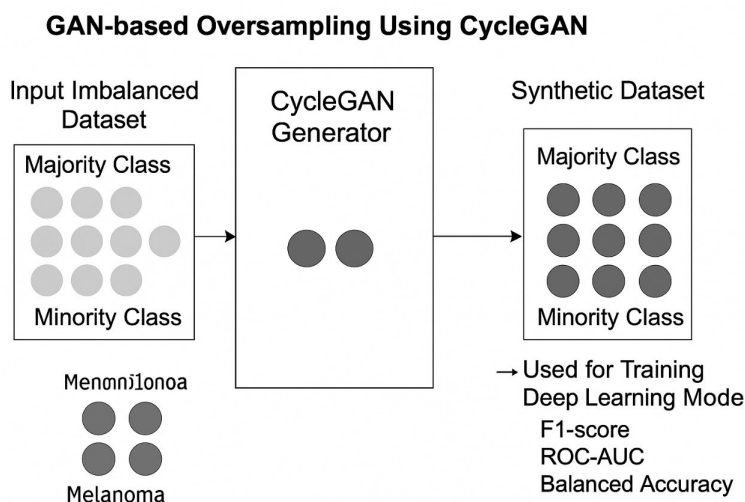 GAN-based Oversampling Using CycleGAN
Input Imbalanced
Dataset
Majority Class
Minority Class
Melanoma
CycleGAN
Generator
Synthetic Dataset
Majority Class
Minority Class
→ Used for Training
Deep Learning Mode
F1-score
ROC-AUC
Balanced Accuracy